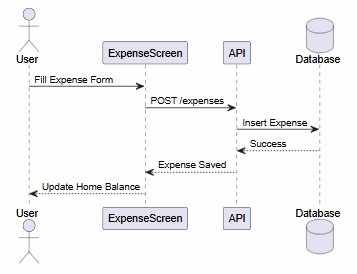 User
ExpenseScreen
API
Database
Fill Expense Form
POST /expenses
Insert Expense
Success
Expense Saved
Update Home Balance
User
ExpenseScreen
API
Database